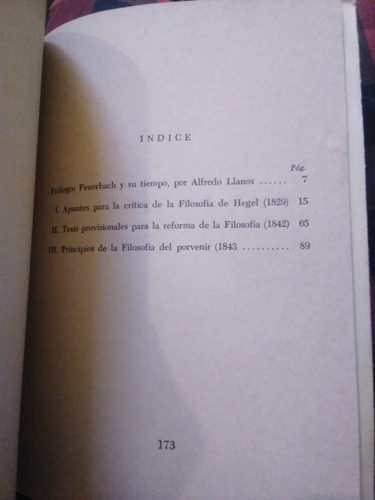 INDICE
Pág.
Prólogo: Feuerbach y su tiempo, por Alfredo Llanos ...... 7
I. Apuntes para la crítica de la Filosofía de Hegel (1829) 15
II. Tesis provisionales para la reforma de la Filosofía (1842) 65
III. Principios de la Filosofía del porvenir (1843 .......... 89
173